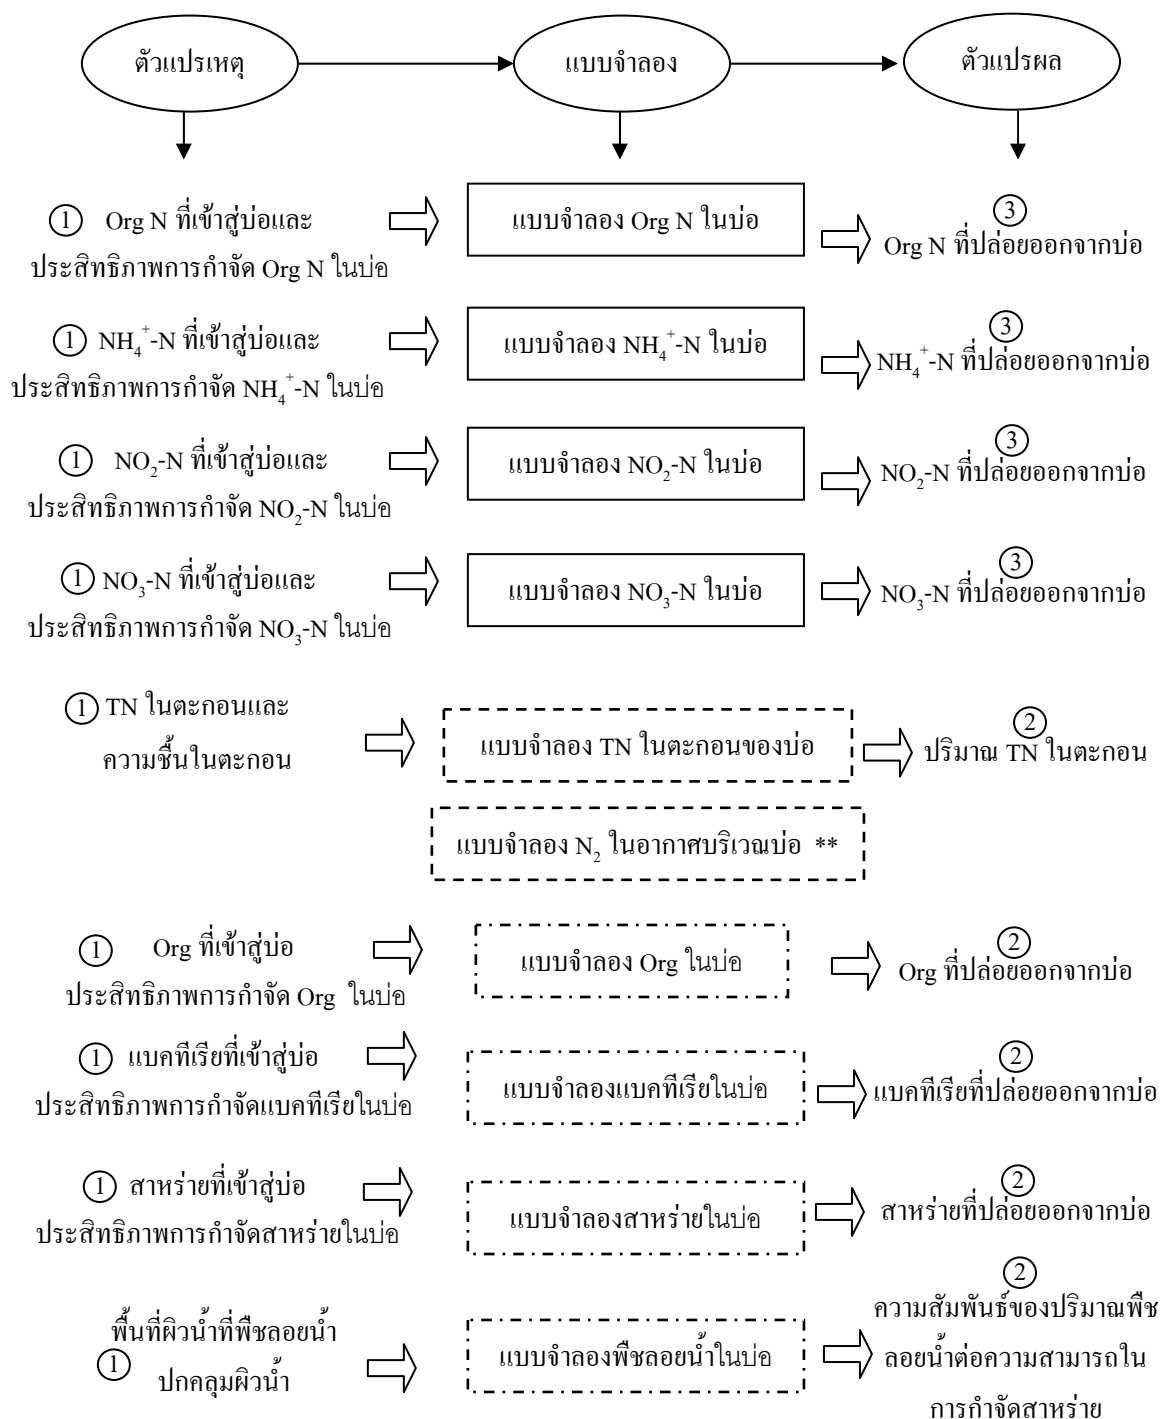 ตัวแปรเหตุ
แบบจำลอง
ตัวแปรผล
① Org N ที่เข้าสู่บ่อและ
ประสิทธิภาพการกำจัด Org N ในบ่อ
แบบจำลอง Org N ในบ่อ
③
Org N ที่ปล่อยออกจากบ่อ
① NH₄⁺-N ที่เข้าสู่บ่อและ
ประสิทธิภาพการกำจัด NH₄⁺-N ในบ่อ
แบบจำลอง NH₄⁺-N ในบ่อ
③
NH₄⁺-N ที่ปล่อยออกจากบ่อ
① NO₂-N ที่เข้าสู่บ่อและ
ประสิทธิภาพการกำจัด NO₂-N ในบ่อ
แบบจำลอง NO₂-N ในบ่อ
③
NO₂-N ที่ปล่อยออกจากบ่อ
① NO₃-N ที่เข้าสู่บ่อและ
ประสิทธิภาพการกำจัด NO₃-N ในบ่อ
แบบจำลอง NO₃-N ในบ่อ
③
NO₃-N ที่ปล่อยออกจากบ่อ
① TN ในตะกอนและ
ความชื้นในตะกอน
แบบจำลอง TN ในตะกอนของบ่อ
②
ปริมาณ TN ในตะกอน
แบบจำลอง N₂ ในอากาศบริเวณบ่อ **
① Org ที่เข้าสู่บ่อ
ประสิทธิภาพการกำจัด Org ในบ่อ
แบบจำลอง Org ในบ่อ
②
Org ที่ปล่อยออกจากบ่อ
① แบคทีเรียที่เข้าสู่บ่อ
ประสิทธิภาพการกำจัดแบคทีเรียในบ่อ
แบบจำลองแบคทีเรียในบ่อ
②
แบคทีเรียที่ปล่อยออกจากบ่อ
① สาหร่ายที่เข้าสู่บ่อ
ประสิทธิภาพการกำจัดสาหร่ายในบ่อ
แบบจำลองสาหร่ายในบ่อ
②
สาหร่ายที่ปล่อยออกจากบ่อ
พื้นที่ผิวน้ำที่พืชลอยน้ำ
① ปกคลุมผิวน้ำ
แบบจำลองพืชลอยน้ำในบ่อ
②
ความสัมพันธ์ของปริมาณพืช
ลอยน้ำต่อความสามารถใน
การกำจัดสาหร่าย